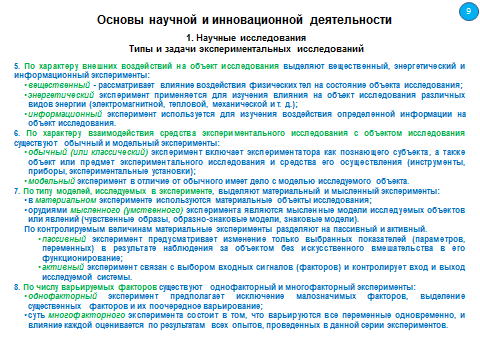 9
Основы научной и инновационной деятельности
1. Научные исследования
Типы и задачи экспериментальных исследований
5. По характеру внешних воздействий на объект исследования выделяют вещественный, энергетический и
информационный эксперименты:
•вещественный - рассматривает влияние воздействия физических тел на состояние объекта исследования;
•энергетический эксперимент применяется для изучения влияния на объект исследования различных
видов энергии (электромагнитной, тепловой, механической и т. д.);
•информационный эксперимент используется для изучения воздействия определенной информации на
объект исследования.
6. По характеру взаимодействия средства экспериментального исследования с объектом исследования
существуют обычный и модельный эксперименты:
•обычный (или классический) эксперимент включает экспериментатора как познающего субъекта, а также
объект или предмет экспериментального исследования и средства его осуществления (инструменты,
приборы, экспериментальные установки);
•модельный эксперимент в отличие от обычного имеет дело с моделью исследуемого объекта.
7. По типу моделей, исследуемых в эксперименте, выделяют материальный и мысленный эксперименты:
•в материальном эксперименте используются материальные объекты исследования;
•орудиями мысленного (умственного) эксперимента являются мысленные модели исследуемых объектов
или явлений (чувственные образы, образно-знаковые модели, знаковые модели).
По контролируемым величинам материальные эксперименты разделяют на пассивный и активный.
•пассивный эксперимент предусматривает изменение только выбранных показателей (параметров,
переменных) в результате наблюдения за объектом без искусственного вмешательства в его
функционирование;
•активный эксперимент связан с выбором входных сигналов (факторов) и контролирует вход и выход
исследуемой системы.
8. По числу варьируемых факторов существуют однофакторный и многофакторный эксперименты:
•однофакторный эксперимент предполагает исключение малозначимых факторов, выделение
существенных факторов и их поочередное варьирование;
•суть многофакторного эксперимента состоит в том, что варьируются все переменные одновременно, и
влияние каждой оценивается по результатам всех опытов, проведенных в данной серии экспериментов.